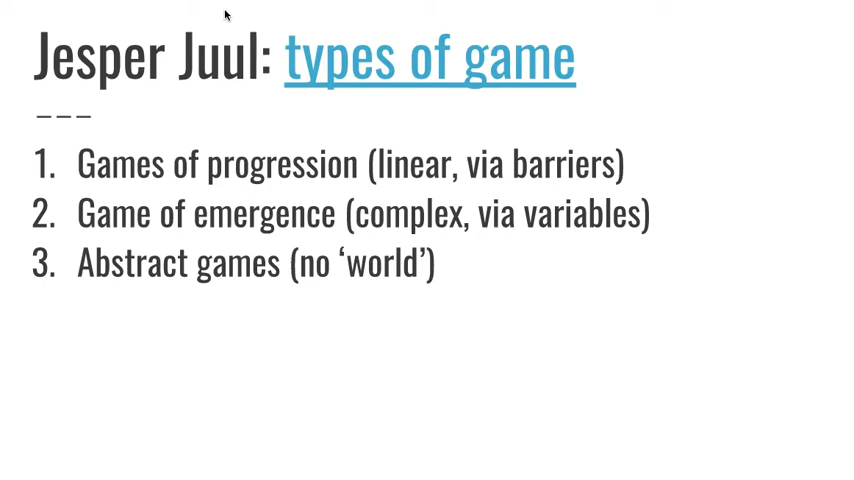 Jesper Juul: types of game
---
1. Games of progression (linear, via barriers)
2. Game of emergence (complex, via variables)
3. Abstract games (no ‘world’)